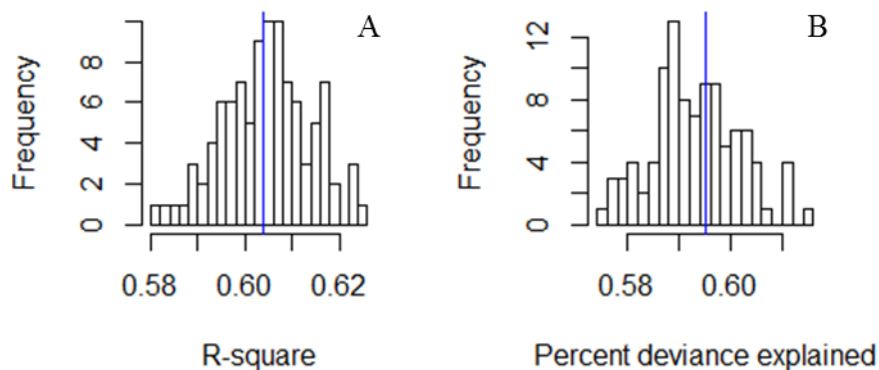 A
Frequency
0 2 4 6 8
0.58 0.60 0.62
R-square
B
Frequency
0 4 8 12
0.58 0.60
Percent deviance explained